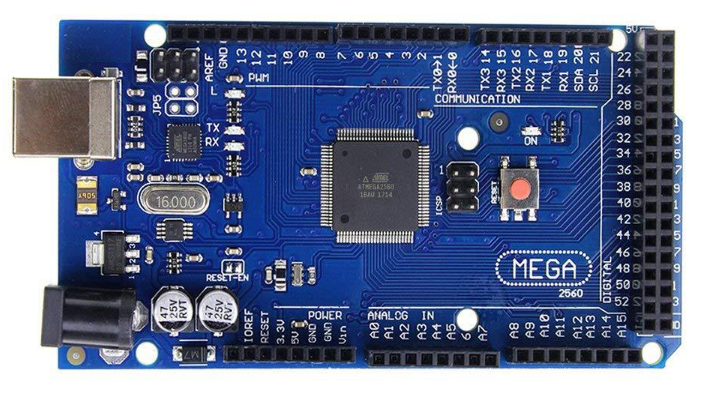 AREF
GND
13
12
11
10
9
8
7
6
5
4
3
2
TX0→1
RX0←0
TX3 14
RX3 15
TX2 16
RX2 17
TX1 18
RX1 19
SDA 20
SCL 21
PWM
COMMUNICATION
L
TX
RX
JP5
ON
ATMEL
ATMEGA2560
16AU 1714
16.000
1
ICSP
RESET
22
24
26
28
30
32
34
36
38
40
42
44
46
48
50
52
DIGITAL
MEGA
2560
RESET-EN
47
25V
RVT
47
25V
RVT
M7
POWER
ANALOG IN
IOREF
RESET
3.3V
5V
GND
GND
Vin
A0
A1
A2
A3
A4
A5
6
A7
A8
A9
A10
A11
A12
A13
A14
A15